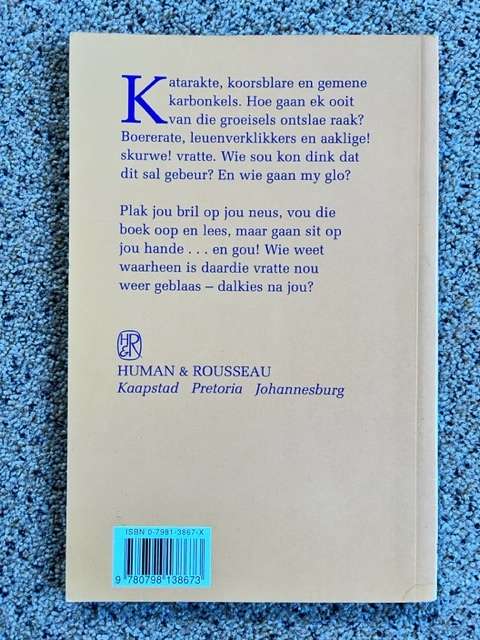 Katarakte, koorsblare en gemene
karbonkels. Hoe gaan ek ooit
van die groeisels ontslae raak?
Boererate, leuenverklikkers en aaklige!
skurwe! vratte. Wie sou kon dink dat
dit sal gebeur? En wie gaan my glo?
Plak jou bril op jou neus, vou die
boek oop en lees, maar gaan sit op
jou hande . . . en gou! Wie weet
waarheen is daardie vratte nou
weer geblaas – dalkies na jou?
H&R
HUMAN & ROUSSEAU
Kaapstad Pretoria Johannesburg
ISBN 0-7981-3867-X
9 780798 138673